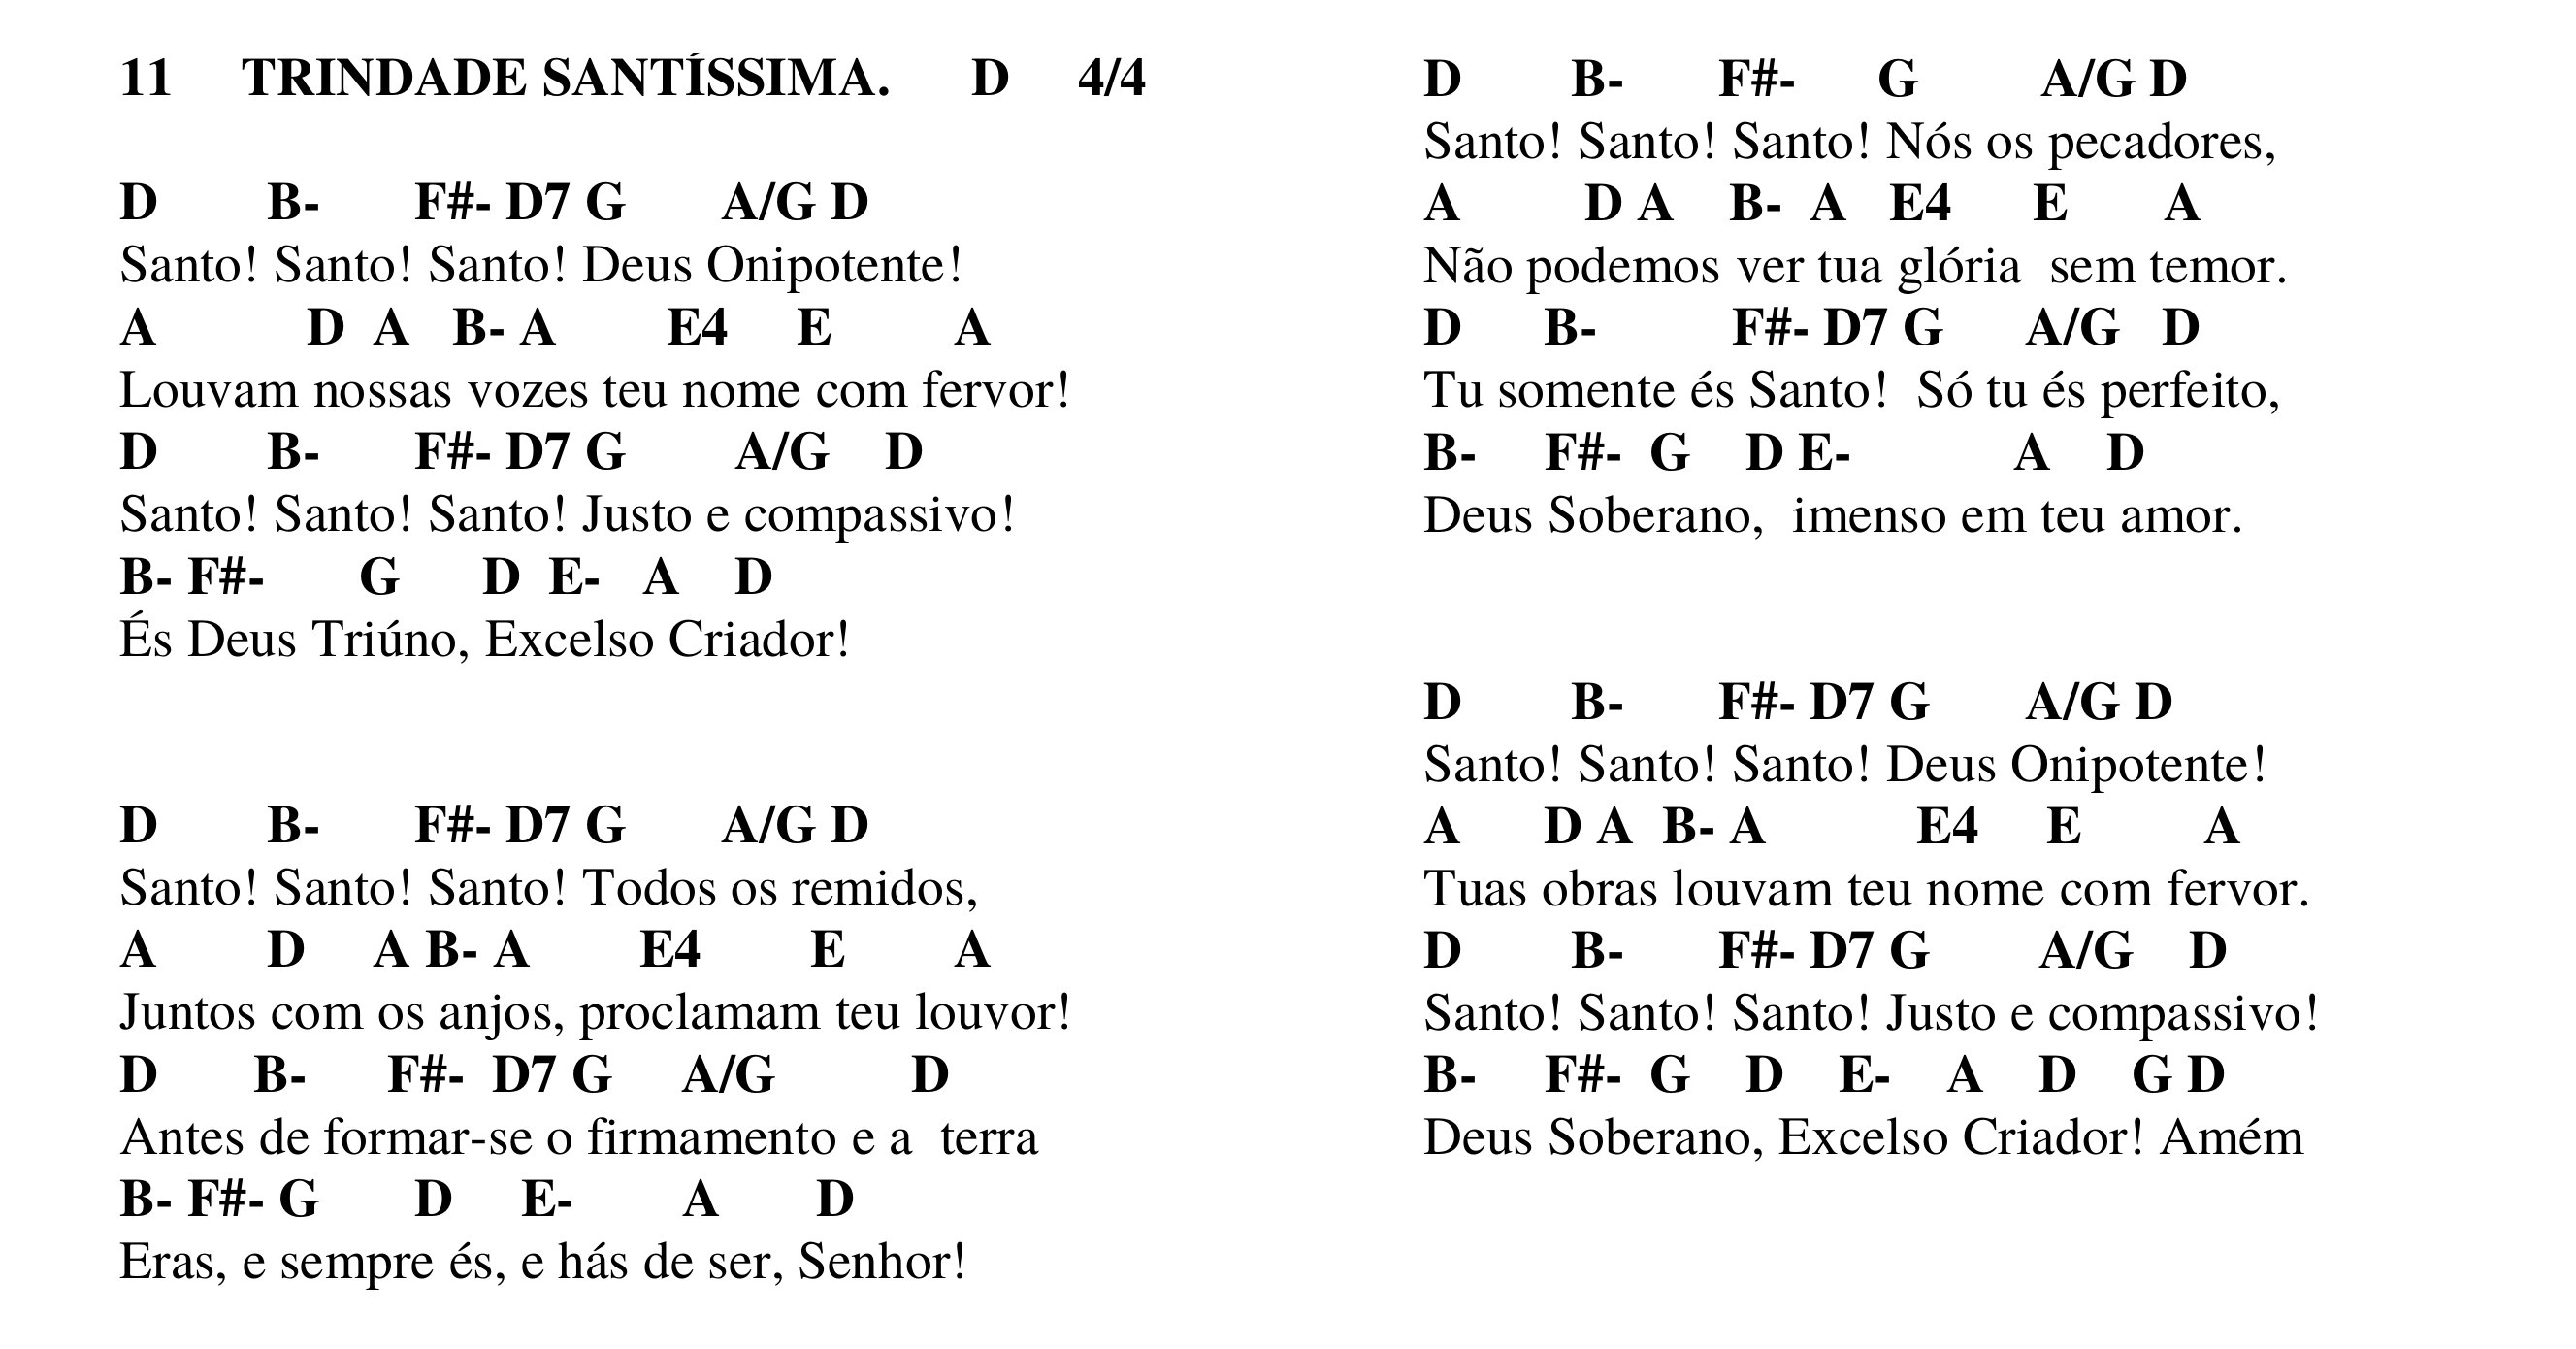 11 TRINDADE SANTÍSSIMA. D 4/4
D B- F#- D7 G A/G D
Santo! Santo! Santo! Deus Onipotente!
A D A B- A E4 E A
Louvam nossas vozes teu nome com fervor!
D B- F#- D7 G A/G D
Santo! Santo! Santo! Justo e compassivo!
B- F#- G D E- A D
És Deus Triúno, Excelso Criador!
D B- F#- D7 G A/G D
Santo! Santo! Santo! Todos os remidos,
A D A B- A E4 E A
Juntos com os anjos, proclamam teu louvor!
D B- F#- D7 G A/G D
Antes de formar-se o firmamento e a terra
B- F#- G D E- A D
Eras, e sempre és, e hás de ser, Senhor!
D B- F#- G A/G D
Santo! Santo! Santo! Nós os pecadores,
A D A B- A E4 E A
Não podemos ver tua glória sem temor.
D B- F#- D7 G A/G D
Tu somente és Santo! Só tu és perfeito,
B- F#- G D E- A D
Deus Soberano, imenso em teu amor.
D B- F#- D7 G A/G D
Santo! Santo! Santo! Deus Onipotente!
A D A B- A E4 E A
Tuas obras louvam teu nome com fervor.
D B- F#- D7 G A/G D
Santo! Santo! Santo! Justo e compassivo!
B- F#- G D E- A D G D
Deus Soberano, Excelso Criador! Amém